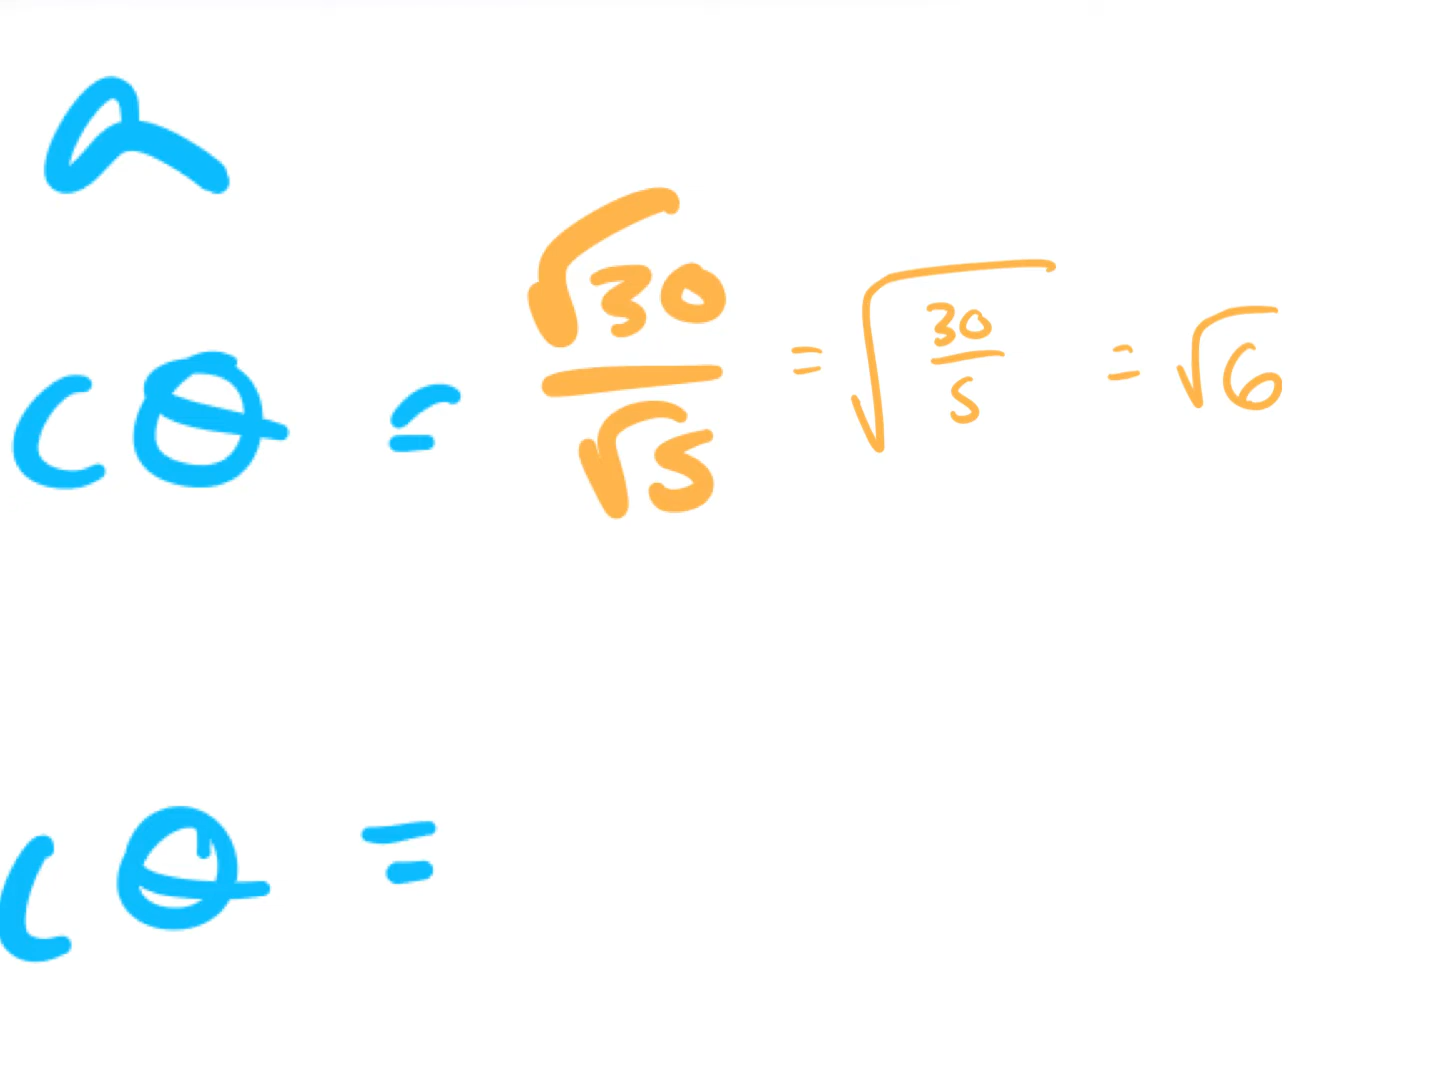 cθ = √30/√5 = √(30/5) = √6
cθ =